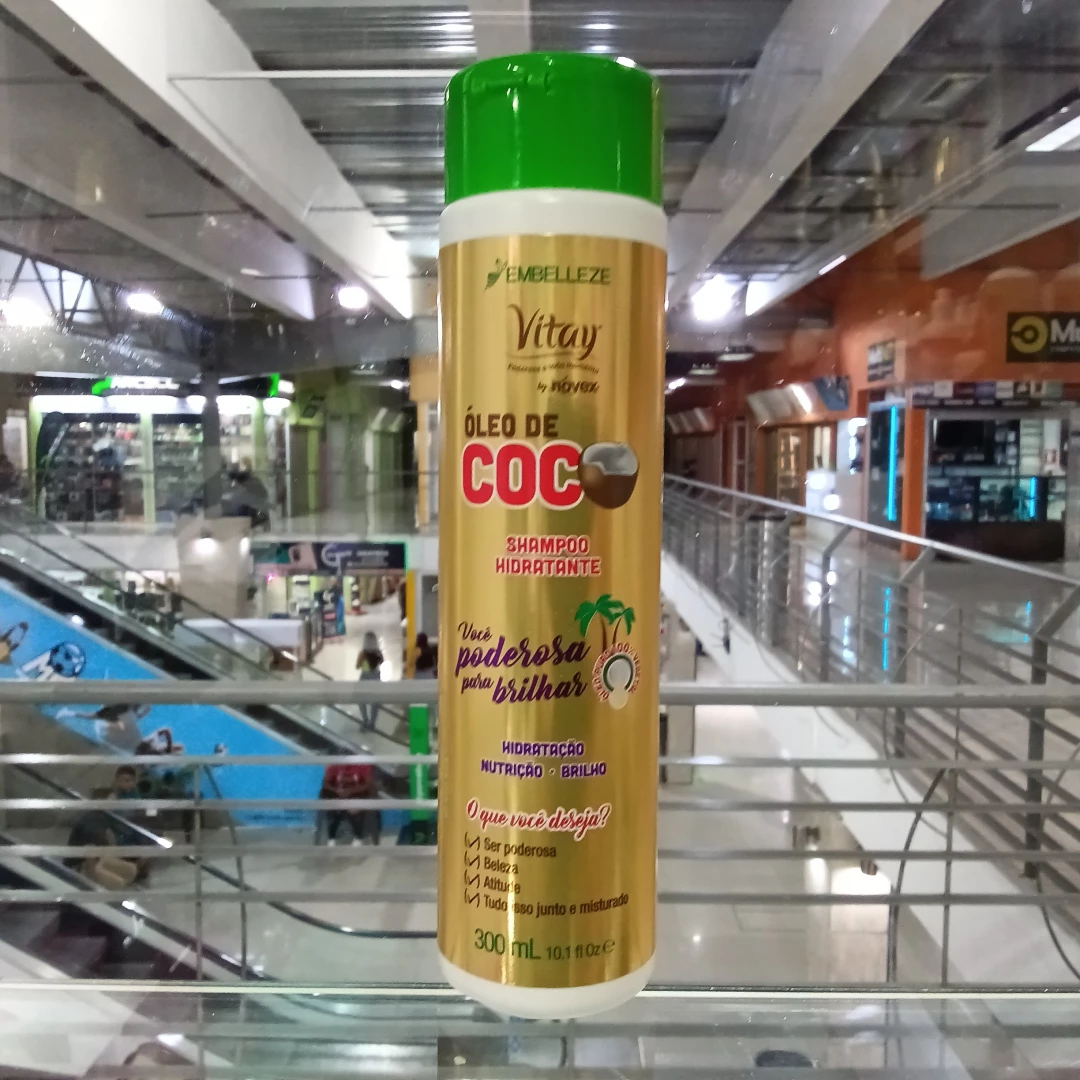 EMBELLEZE
Vitay
by novex
ÓLEO DE
COCO
SHAMPOO
HIDRATANTE
Você
poderosa
para brilhar
HIDRATAÇÃO
NUTRIÇÃO · BRILHO
O que você deseja?
Ser poderosa
Beleza
Atitude
Tudo isso junto e misturado
300 mL 10.1 fl Oz e